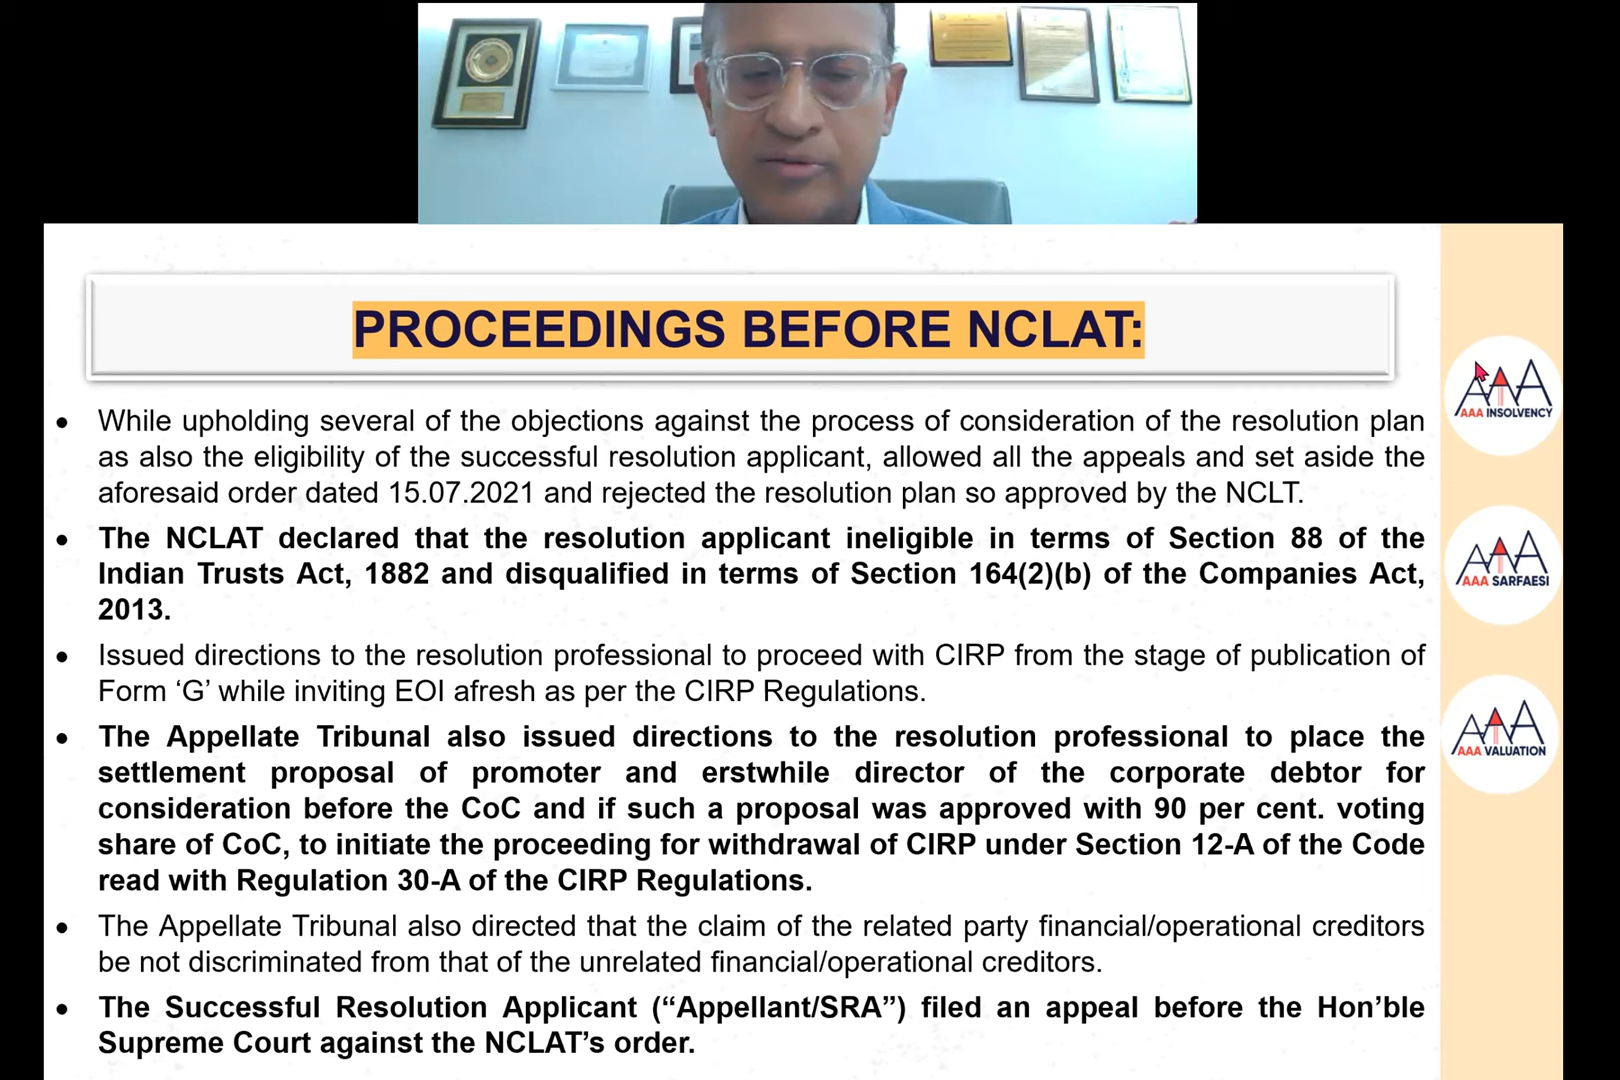 PROCEEDINGS BEFORE NCLAT:
• While upholding several of the objections against the process of consideration of the resolution plan
as also the eligibility of the successful resolution applicant, allowed all the appeals and set aside the
aforesaid order dated 15.07.2021 and rejected the resolution plan so approved by the NCLT.
• The NCLAT declared that the resolution applicant ineligible in terms of Section 88 of the
Indian Trusts Act, 1882 and disqualified in terms of Section 164(2)(b) of the Companies Act,
2013.
• Issued directions to the resolution professional to proceed with CIRP from the stage of publication of
Form ‘G’ while inviting EOI afresh as per the CIRP Regulations.
• The Appellate Tribunal also issued directions to the resolution professional to place the
settlement proposal of promoter and erstwhile director of the corporate debtor for
consideration before the CoC and if such a proposal was approved with 90 per cent. voting
share of CoC, to initiate the proceeding for withdrawal of CIRP under Section 12-A of the Code
read with Regulation 30-A of the CIRP Regulations.
• The Appellate Tribunal also directed that the claim of the related party financial/operational creditors
be not discriminated from that of the unrelated financial/operational creditors.
• The Successful Resolution Applicant (“Appellant/SRA”) filed an appeal before the Hon’ble
Supreme Court against the NCLAT’s order.
AAA
AAA INSOLVENCY
AAA
AAA SARFAESI
AAA
AAA VALUATION